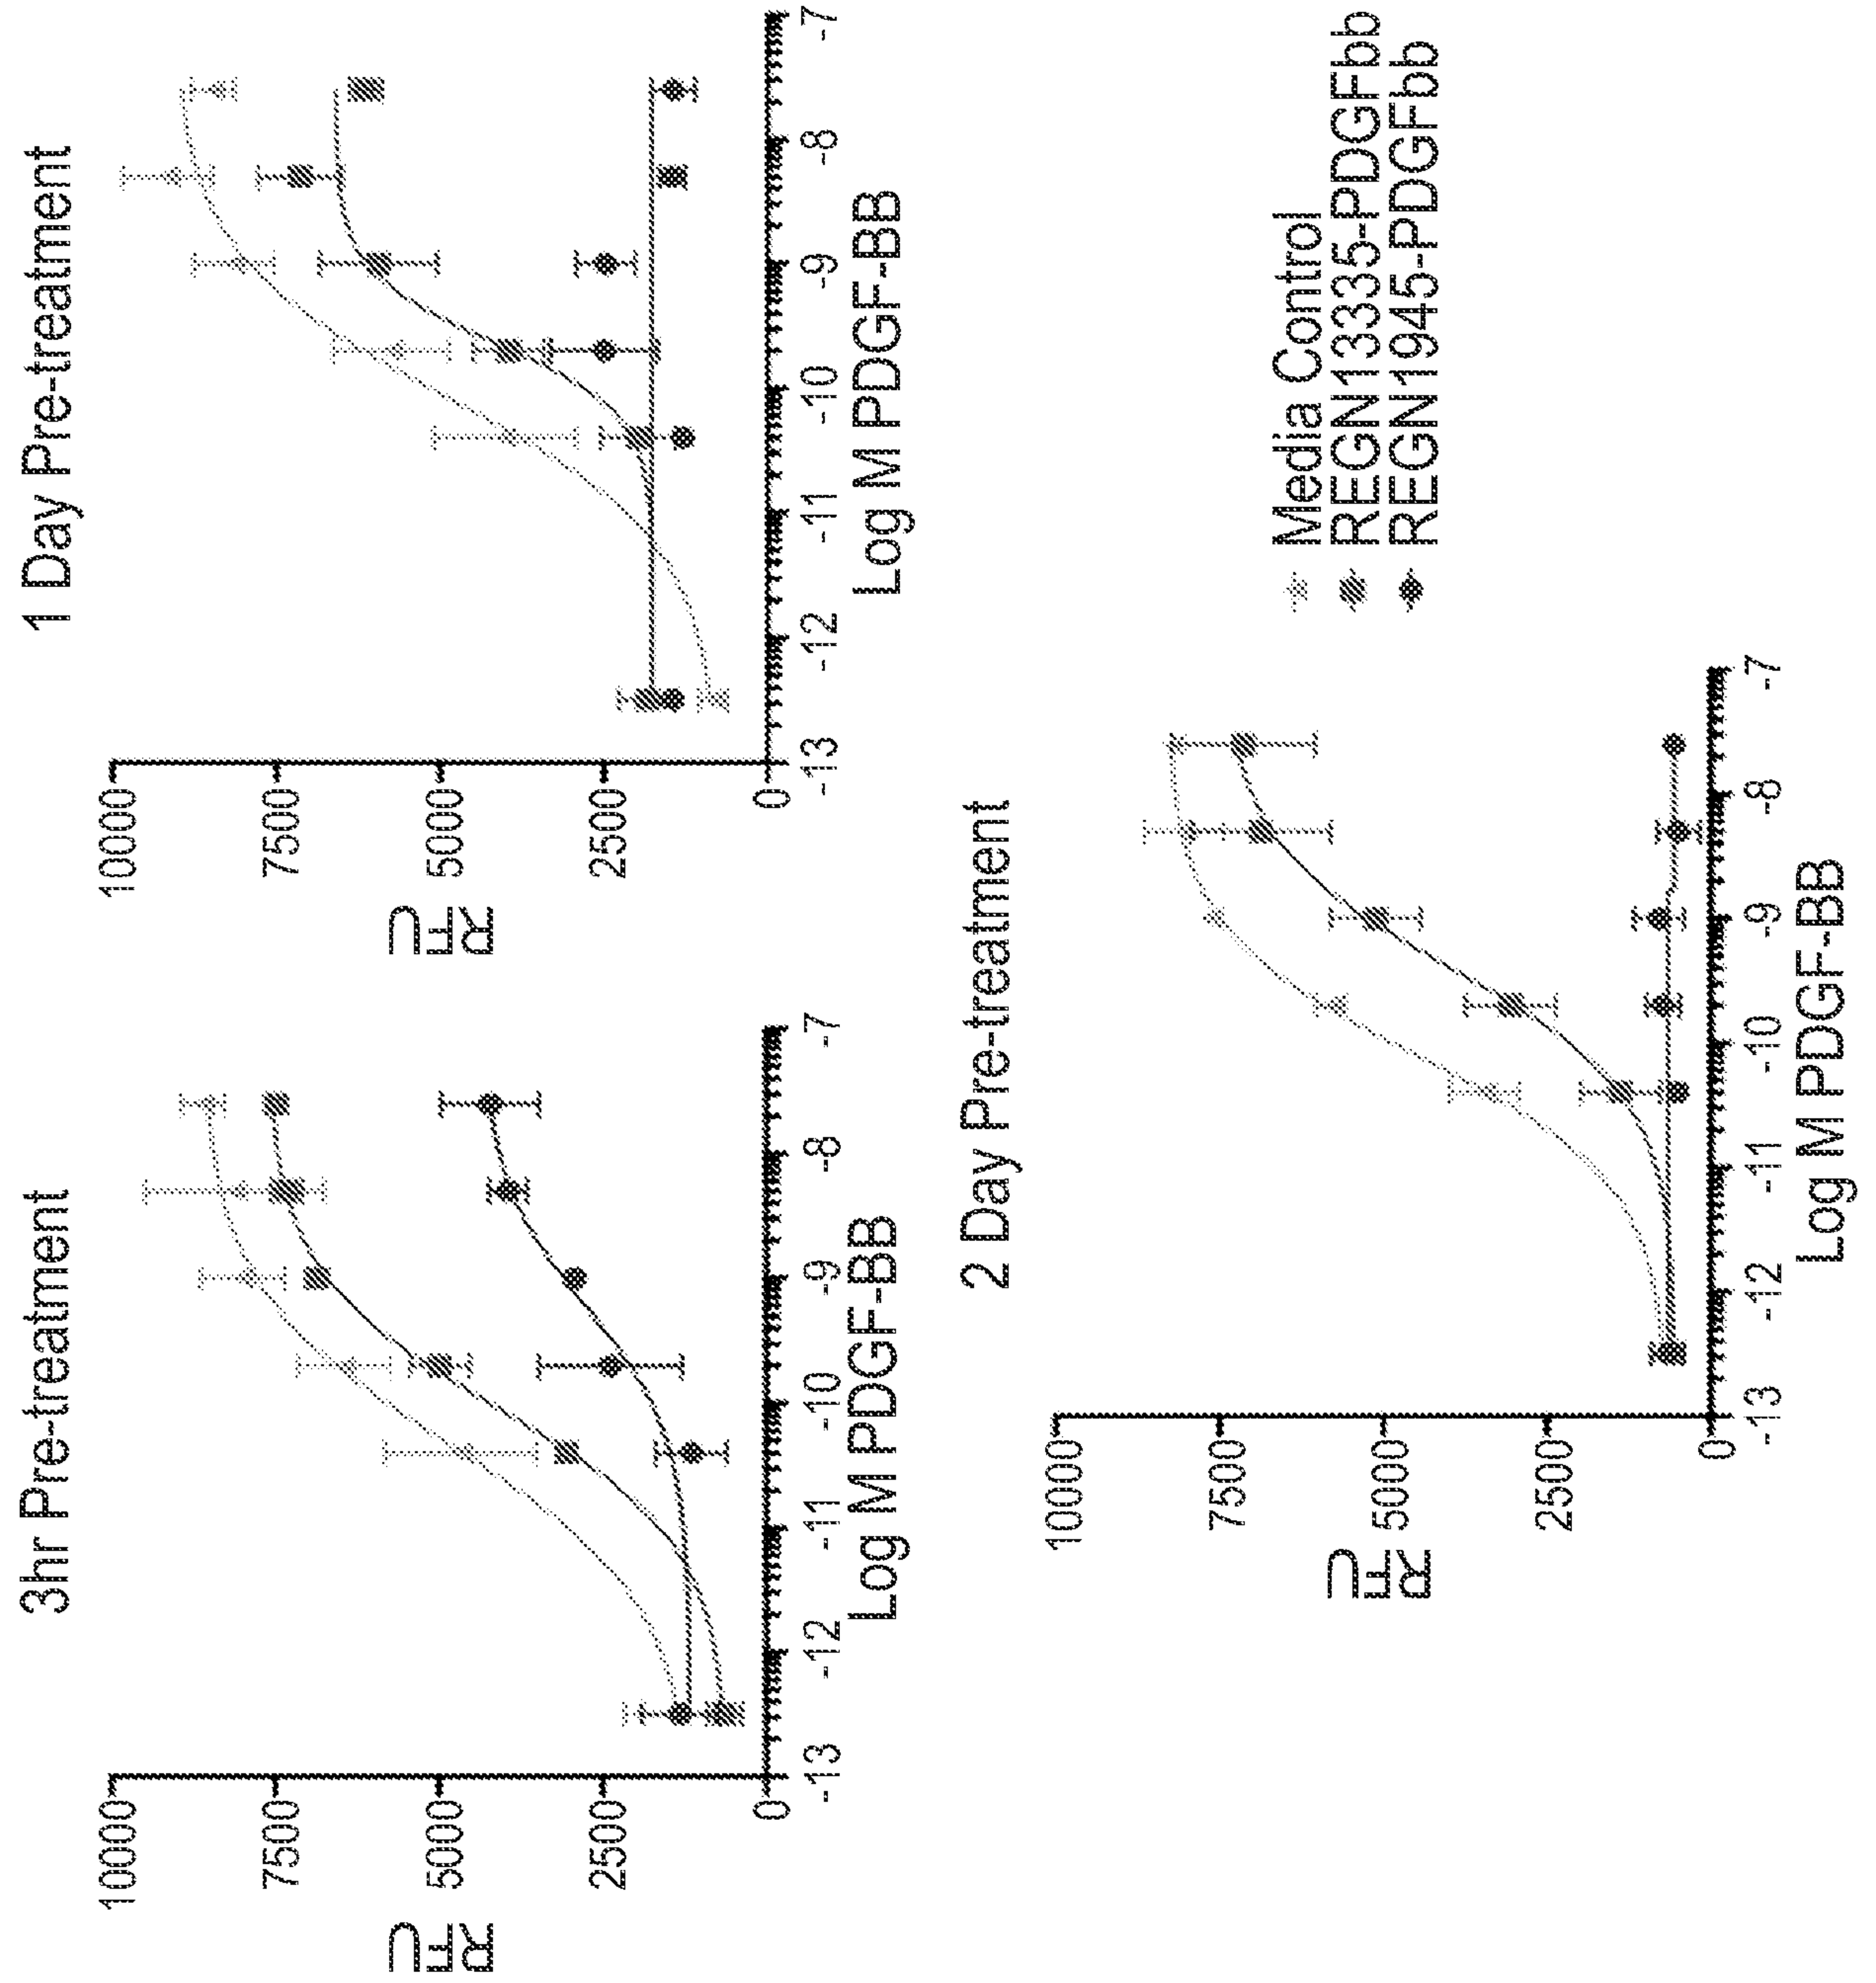 3hr Pre-treatment
RFU
10000
7500
5000
2500
0
-13 -12 -11 -10 -9 -8 -7
Log M PDGF-BB
1 Day Pre-treatment
RFU
10000
7500
5000
2500
0
-13 -12 -11 -10 -9 -8 -7
Log M PDGF-BB
2 Day Pre-treatment
RFU
10000
7500
5000
2500
0
-13 -12 -11 -10 -9 -8 -7
Log M PDGF-BB
Media Control
REGN1335-PDGFbb
REGN1945-PDGFbb